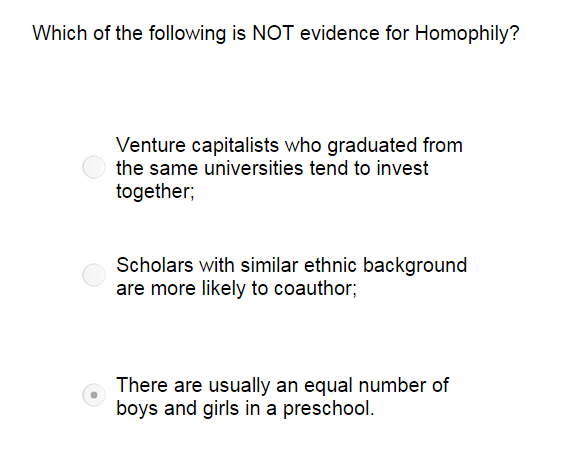 Which of the following is NOT evidence for Homophily?
Venture capitalists who graduated from
the same universities tend to invest
together;
Scholars with similar ethnic background
are more likely to coauthor;
There are usually an equal number of
boys and girls in a preschool.